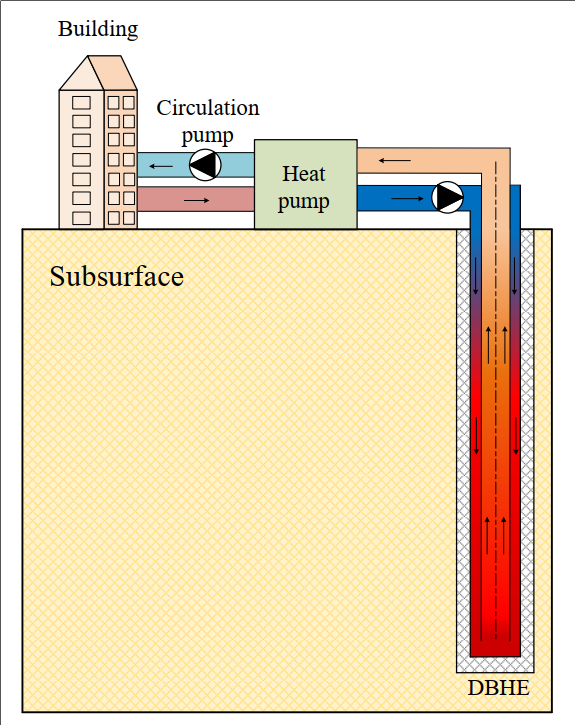 Building
Circulation
pump
Heat
pump
Subsurface
DBHE